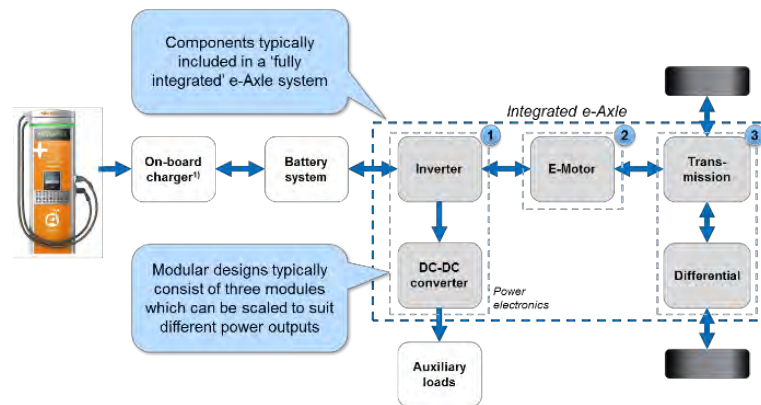 Components typically
included in a ‘fully
integrated’ e-Axle system
Integrated e-Axle
1
2
3
On-board
charger¹⁾
Battery
system
Inverter
E-Motor
Trans-
mission
Modular designs typically
consist of three modules
which can be scaled to suit
different power outputs
DC-DC
converter
Power
electronics
Differential
Auxiliary
loads